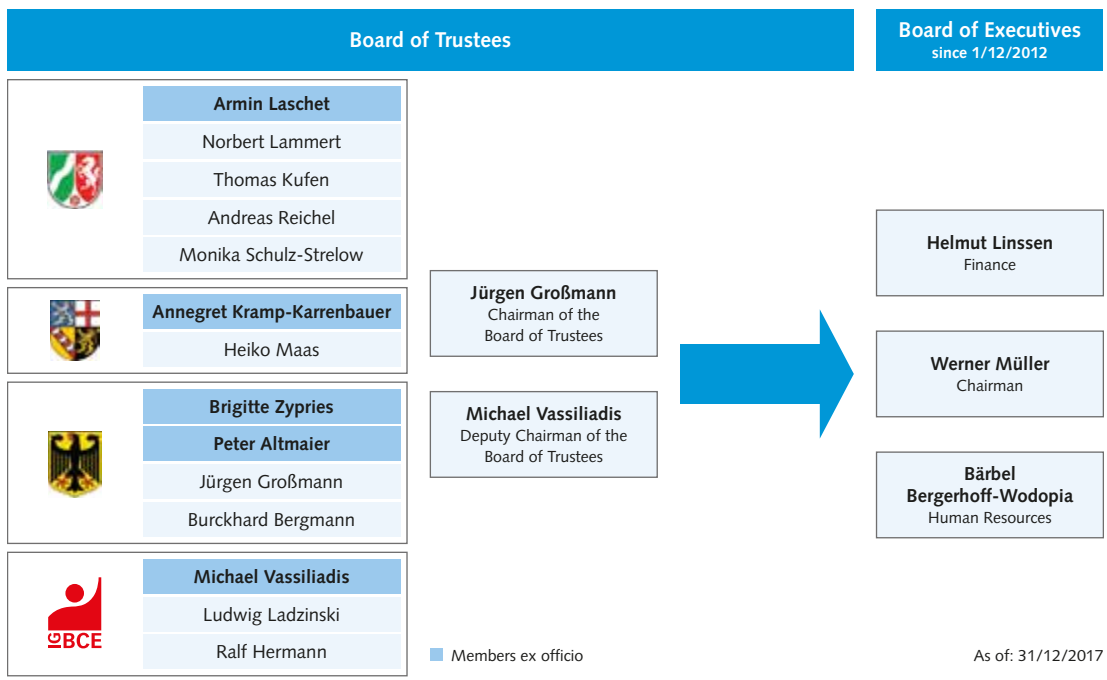 Board of Trustees
Board of Executives
since 1/12/2012
Armin Laschet
Norbert Lammert
Thomas Kufen
Andreas Reichel
Monika Schulz-Strelow
Annegret Kramp-Karrenbauer
Heiko Maas
Brigitte Zypries
Peter Altmaier
Jürgen Großmann
Burckhard Bergmann
IGBCE
Michael Vassiliadis
Ludwig Ladzinski
Ralf Hermann
Jürgen Großmann
Chairman of the
Board of Trustees
Michael Vassiliadis
Deputy Chairman of the
Board of Trustees
Helmut Linssen
Finance
Werner Müller
Chairman
Bärbel
Bergerhoff-Wodopia
Human Resources
Members ex officio
As of: 31/12/2017